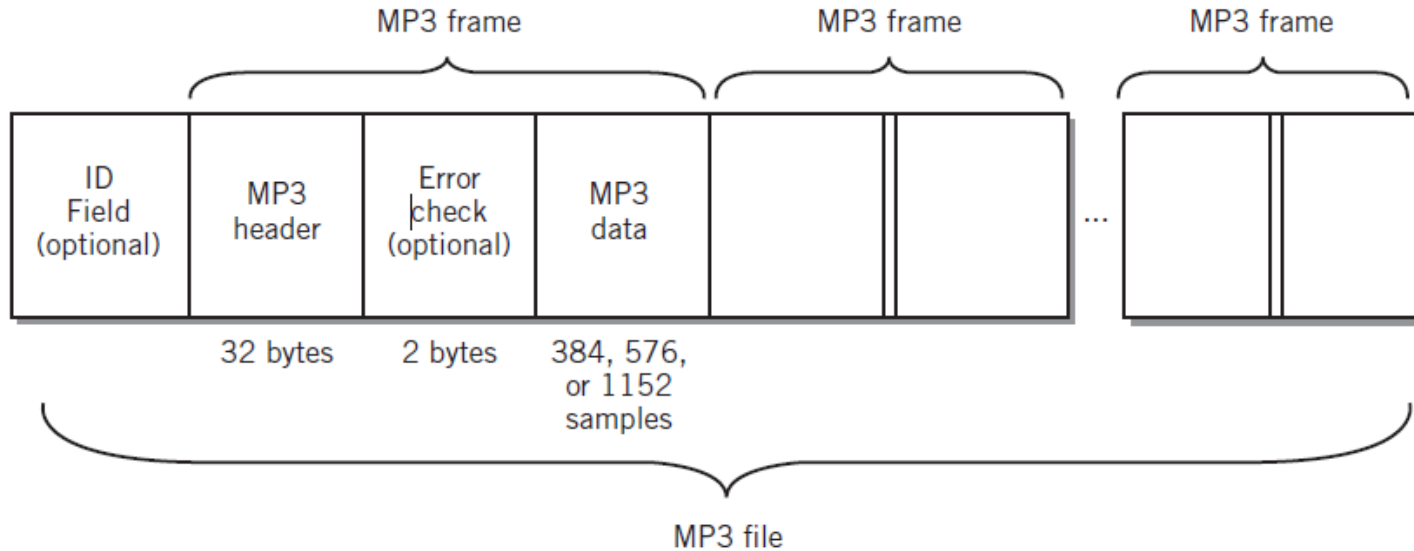 MP3 frame
MP3 frame
MP3 frame
ID
Field
(optional)
MP3
header
Error
check
(optional)
MP3
data
...
32 bytes
2 bytes
384, 576,
or 1152
samples
MP3 file